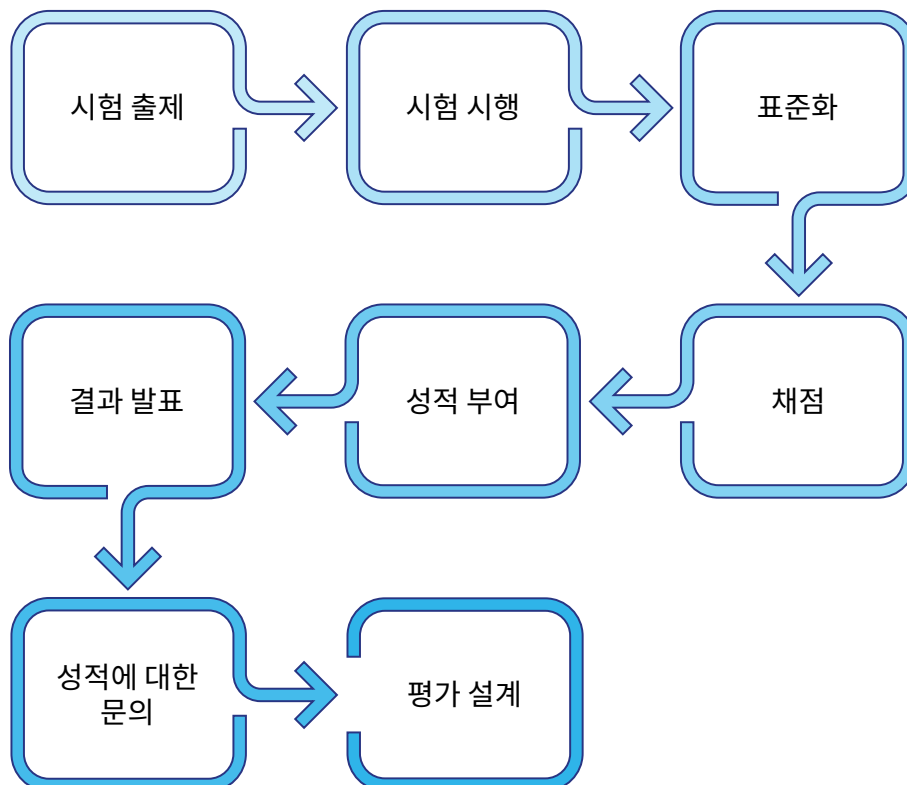 시험 출제
시험 시행
표준화
채점
성적 부여
결과 발표
성적에 대한
문의
평가 설계